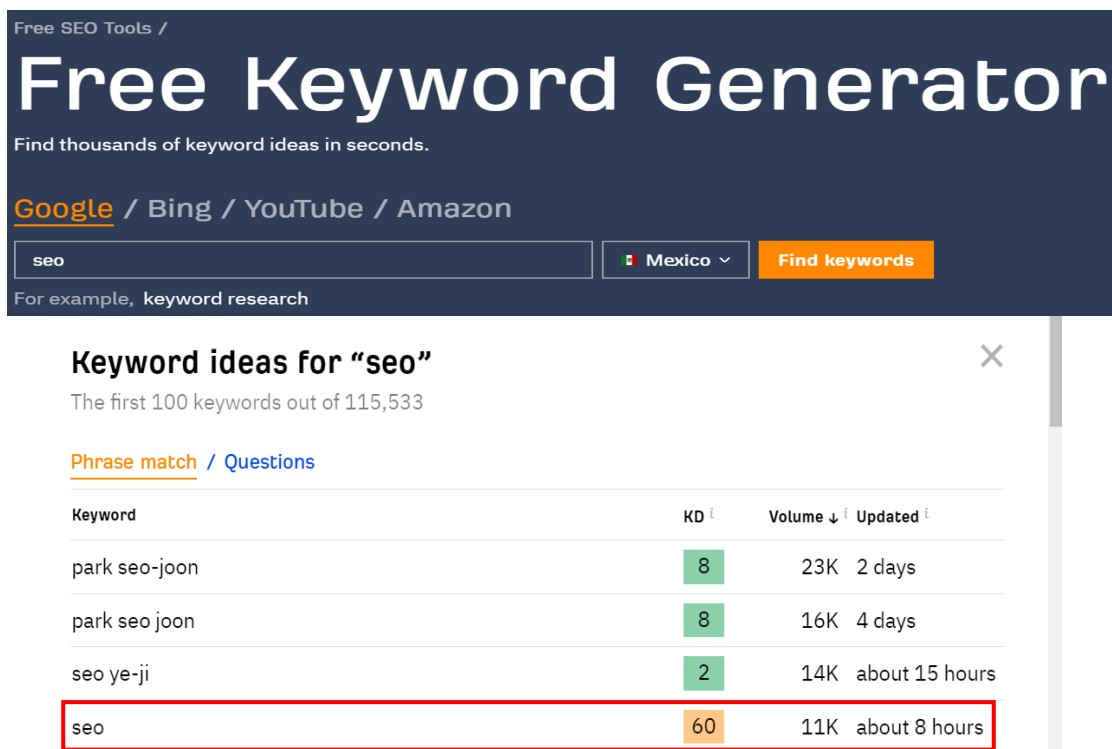 Free SEO Tools /
Free Keyword Generator
Find thousands of keyword ideas in seconds.
Google / Bing / YouTube / Amazon
seo Mexico Find keywords
For example, keyword research
Keyword ideas for “seo”
The first 100 keywords out of 115,533
Phrase match / Questions
Keyword KD i Volume ↓ i Updated i
park seo-joon 8 23K 2 days
park seo joon 8 16K 4 days
seo ye-ji 2 14K about 15 hours
seo 60 11K about 8 hours